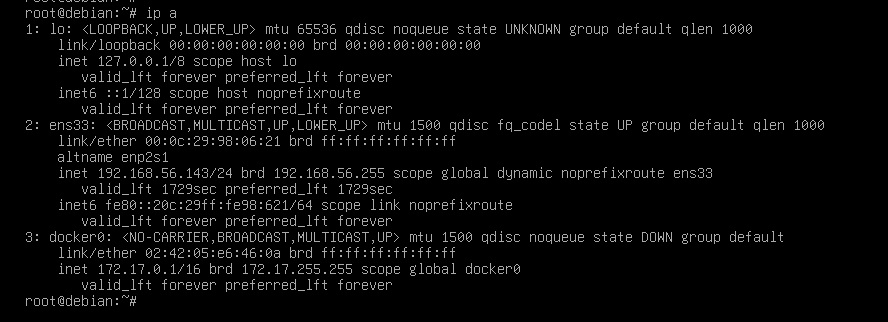 root@debian:~#
root@debian:~# ip a
1: lo: <LOOPBACK,UP,LOWER_UP> mtu 65536 qdisc noqueue state UNKNOWN group default qlen 1000
    link/loopback 00:00:00:00:00:00 brd 00:00:00:00:00:00
    inet 127.0.0.1/8 scope host lo
       valid_lft forever preferred_lft forever
    inet6 ::1/128 scope host noprefixroute
       valid_lft forever preferred_lft forever
2: ens33: <BROADCAST,MULTICAST,UP,LOWER_UP> mtu 1500 qdisc fq_codel state UP group default qlen 1000
    link/ether 00:0c:29:98:06:21 brd ff:ff:ff:ff:ff:ff
    altname enp2s1
    inet 192.168.56.143/24 brd 192.168.56.255 scope global dynamic noprefixroute ens33
       valid_lft 1729sec preferred_lft 1729sec
    inet6 fe80::20c:29ff:fe98:621/64 scope link noprefixroute
       valid_lft forever preferred_lft forever
3: docker0: <NO-CARRIER,BROADCAST,MULTICAST,UP> mtu 1500 qdisc noqueue state DOWN group default
    link/ether 02:42:05:e6:46:0a brd ff:ff:ff:ff:ff:ff
    inet 172.17.0.1/16 brd 172.17.255.255 scope global docker0
       valid_lft forever preferred_lft forever
root@debian:~#